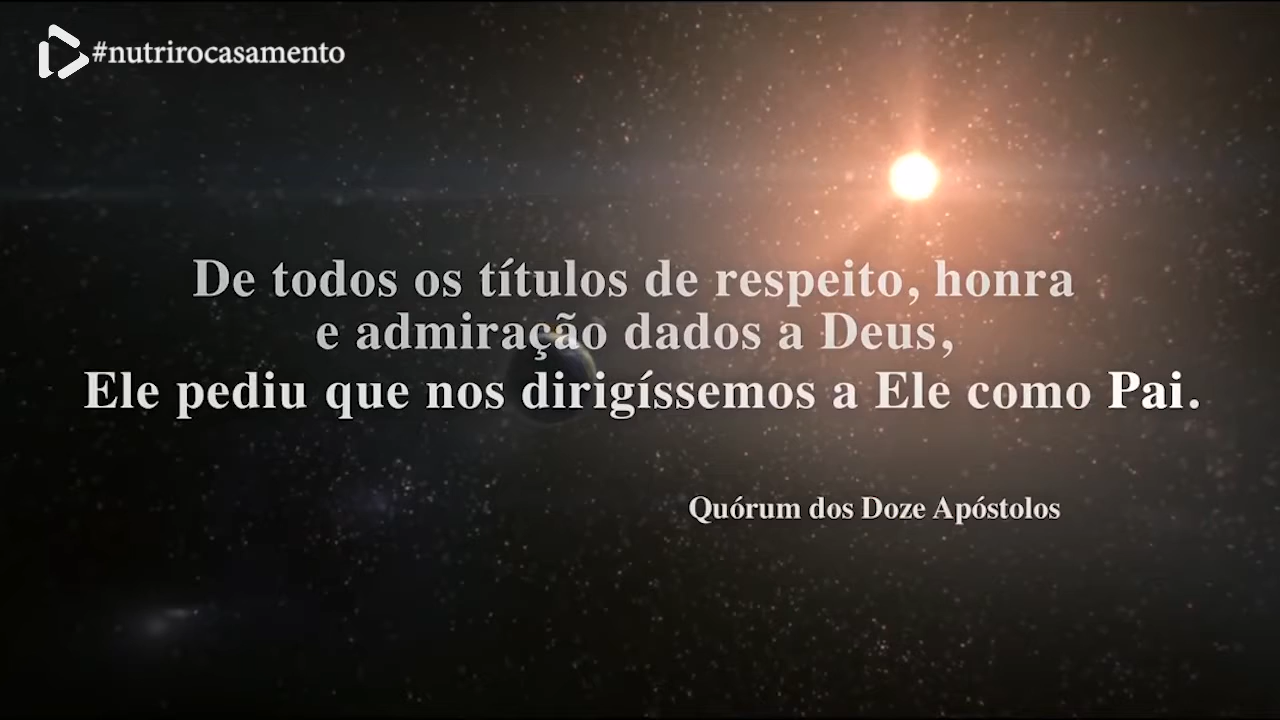 #nutrirocasamento
De todos os títulos de respeito, honra
e admiração dados a Deus,
Ele pediu que nos dirigíssemos a Ele como Pai.
Quórum dos Doze Apóstolos